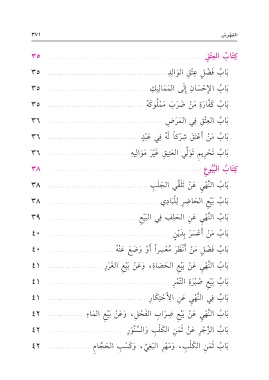 الفهرس ٣٧١
كِتَابُ العِتْقِ ٣٥
بَابُ فَضْلِ عِتْقِ الوَالِدِ ٣٥
بَابُ الإِحْسَانِ إِلَى المَمَالِيكِ ٣٥
بَابُ كَفَّارَةِ مَنْ ضَرَبَ مَمْلُوكَهُ ٣٥
بَابُ العِتْقِ فِي المَرَضِ ٣٦
بَابُ مَنْ أَعْتَقَ شِرْكاً لَهُ فِي عَبْدٍ ٣٦
بَابُ تَحْرِيمِ تَوَلِّي العَتِيقِ غَيْرَ مَوَالِيهِ ٣٦
كِتَابُ البُيُوعِ ٣٨
بَابُ النَّهْيِ عَنْ تَلَقِّي الجَلَبِ ٣٨
بَابُ بَيْعِ الحَاضِرِ لِلْبَادِي ٣٨
بَابُ النَّهْيِ عَنِ الحَلِفِ فِي البَيْعِ ٣٩
بَابُ مَنْ أَعْسَرَ بِدَيْنٍ ٤٠
بَابُ فَضْلِ مَنْ أَنْظَرَ مُعْسِراً أَوْ وَضَعَ عَنْهُ ٤٠
بَابُ النَّهْيِ عَنْ بَيْعِ الحَصَاةِ، وَعَنْ بَيْعِ الغَرَرِ ٤١
بَابُ بَيْعِ صُبْرَةِ التَّمْرِ ٤١
بَابٌ فِي النَّهْيِ عَنِ الاِحْتِكَارِ ٤١
بَابُ النَّهْيِ عَنْ بَيْعِ ضِرَابِ الفَحْلِ، وَعَنْ بَيْعِ المَاءِ ٤٢
بَابُ الزَّجْرِ عَنْ ثَمَنِ الكَلْبِ وَالسِّنَّوْرِ ٤٢
بَابُ ثَمَنِ الكَلْبِ، وَمَهْرِ البَغِيِّ، وَكَسْبِ الحَجَّامِ ٤٢